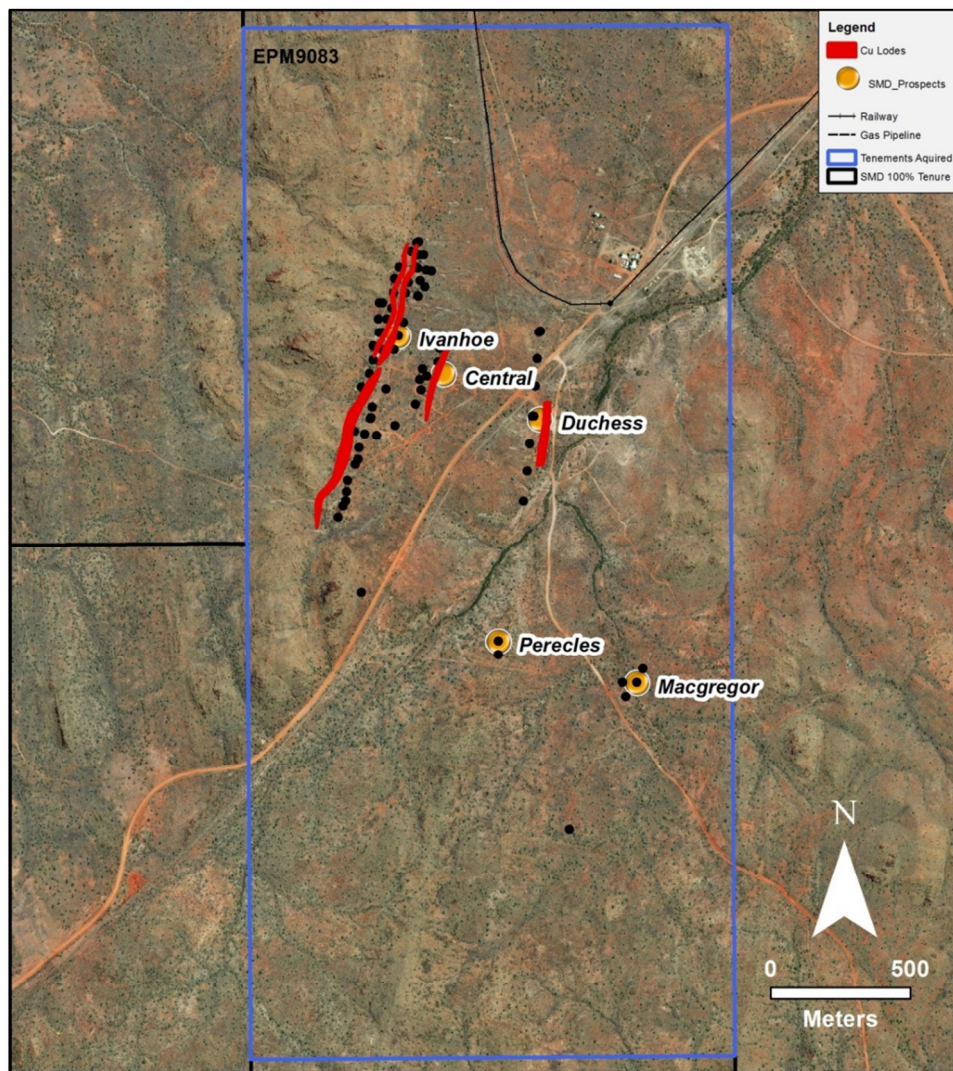 EPM9083
Legend
Cu Lodes
SMD_Prospects
Railway
Gas Pipeline
Tenements Aquired
SMD 100% Tenure
Ivanhoe
Central
Duchess
Perecles
Macgregor
N
0 500
Meters